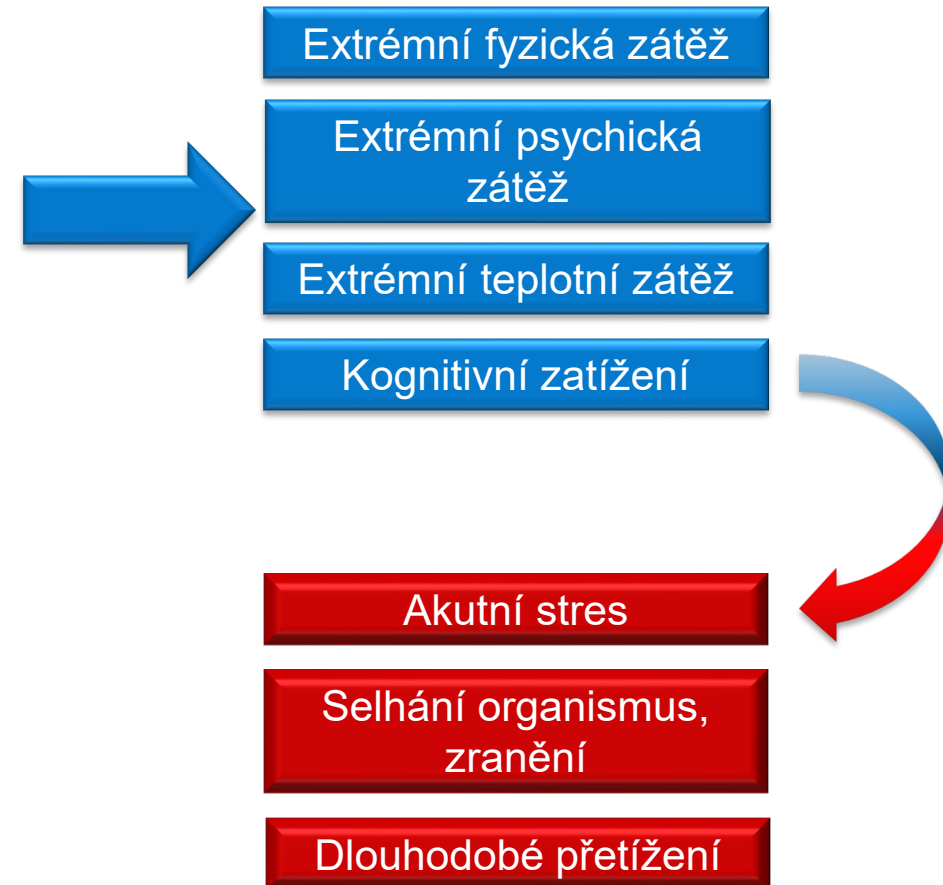 Extrémní fyzická zátěž
Extrémní psychická
zátěž
Extrémní teplotní zátěž
Kognitivní zatížení
Akutní stres
Selhání organismus,
zranění
Dlouhodobé přetížení